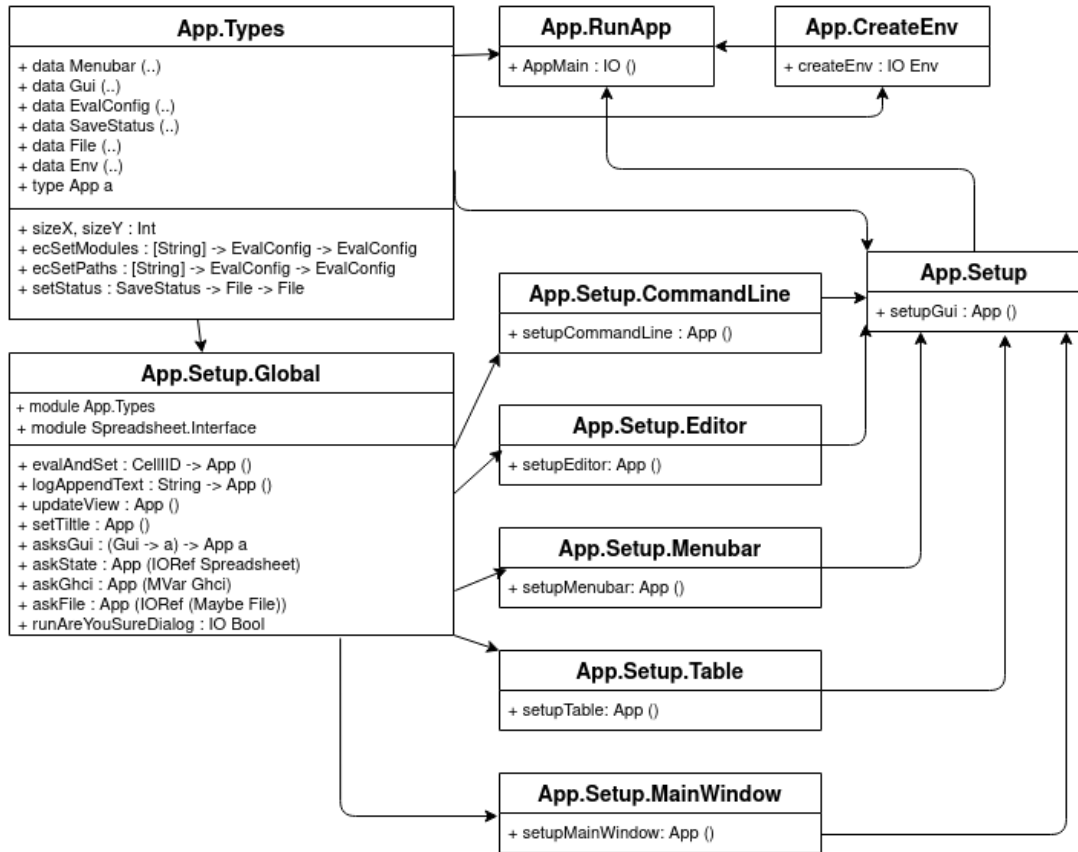 App.Types
+ data Menubar (..)
+ data Gui (..)
+ data EvalConfig (..)
+ data SaveStatus (..)
+ data File (..)
+ data Env (..)
+ type App a
+ sizeX, sizeY : Int
+ ecSetModules : [String] -> EvalConfig -> EvalConfig
+ ecSetPaths : [String] -> EvalConfig -> EvalConfig
+ setStatus : SaveStatus -> File -> File
App.RunApp
+ AppMain : IO ()
App.CreateEnv
+ createEnv : IO Env
App.Setup
+ setupGui : App ()
App.Setup.Global
+ module App.Types
+ module Spreadsheet.Interface
+ evalAndSet : CellIID -> App ()
+ logAppendText : String -> App ()
+ updateView : App ()
+ setTiltle : App ()
+ asksGui : (Gui -> a) -> App a
+ askState : App (IORef Spreadsheet)
+ askGhci : App (MVar Ghci)
+ askFile : App (IORef (Maybe File))
+ runAreYouSureDialog : IO Bool
App.Setup.CommandLine
+ setupCommandLine : App ()
App.Setup.Editor
+ setupEditor: App ()
App.Setup.Menubar
+ setupMenubar: App ()
App.Setup.Table
+ setupTable: App ()
App.Setup.MainWindow
+ setupMainWindow: App ()